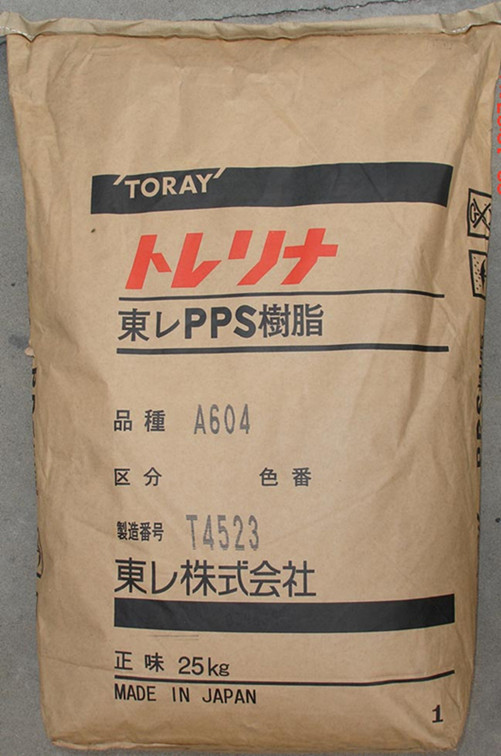 'TORAY'
トレリナ
東レPPS樹脂
品種 A604
区分 色番
製造番号 T4523
東レ株式会社
正味 25kg
MADE IN JAPAN
1